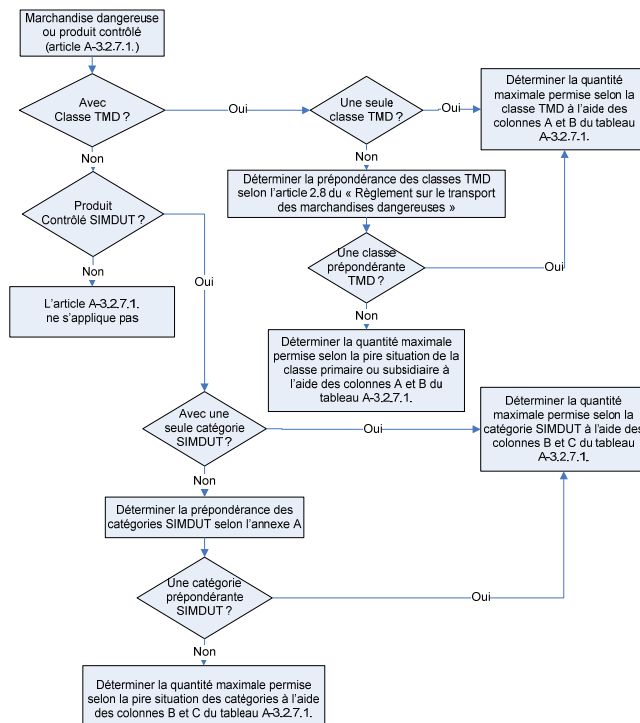 Marchandise dangereuse
ou produit contrôlé
(article A-3.2.7.1.)
Avec
Classe TMD ?
Oui
Une seule
classe TMD ?
Oui
Déterminer la quantité
maximale permise selon la
classe TMD à l'aide des
colonnes A et B du tableau
A-3.2.7.1.
Non
Non
Déterminer la prépondérance des classes TMD
selon l'article 2.8 du « Règlement sur le transport
des marchandises dangereuses »
Produit
Contrôlé SIMDUT ?
Une classe
prépondérante
TMD ?
Oui
Non
Oui
L'article A-3.2.7.1.
ne s'applique pas
Non
Déterminer la quantité maximale
permise selon la pire situation de la
classe primaire ou subsidiaire à
l'aide des colonnes A et B du
tableau A-3.2.7.1.
Avec une
seule catégorie
SIMDUT ?
Oui
Déterminer la quantité
maximale permise selon la
catégorie SIMDUT à l'aide des
colonnes B et C du tableau
A-3.2.7.1.
Non
Déterminer la prépondérance des
catégories SIMDUT selon l'annexe A
Une catégorie
prépondérante
SIMDUT ?
Oui
Non
Déterminer la quantité maximale permise
selon la pire situation des catégories à l'aide
des colonnes B et C du tableau A-3.2.7.1.